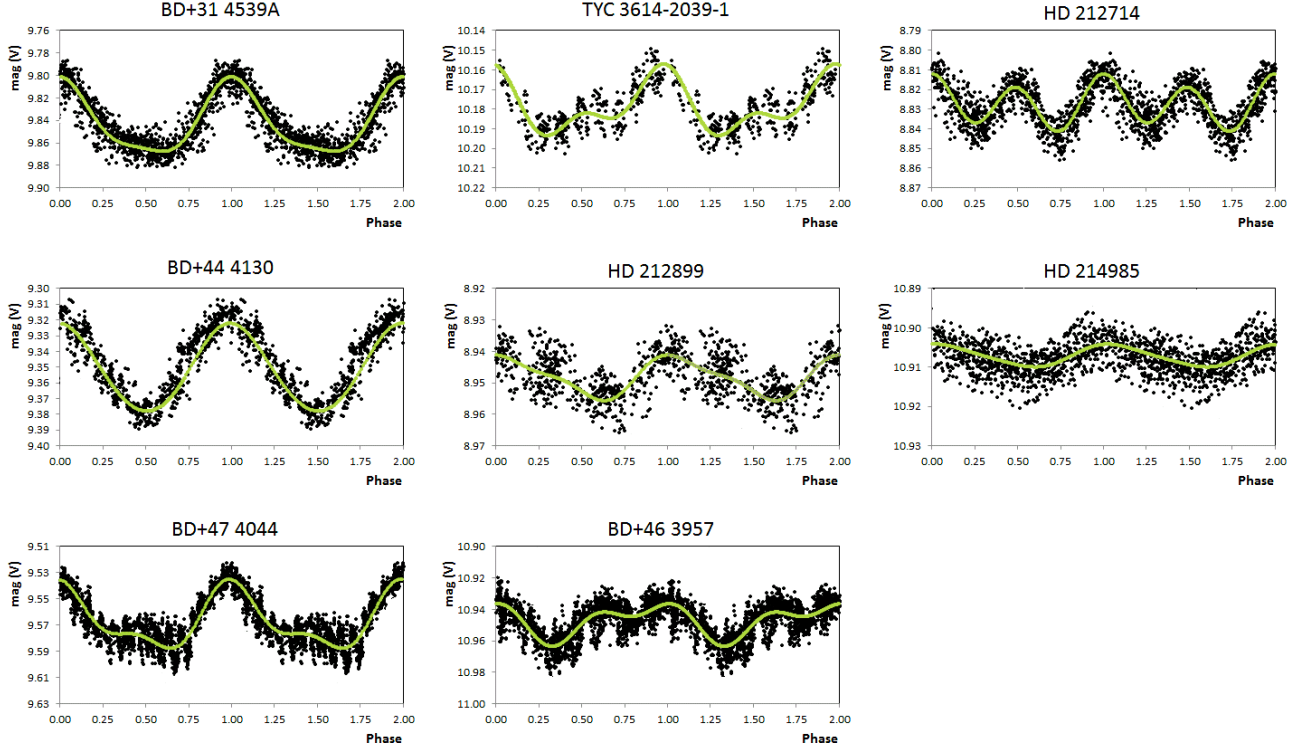 BD+31 4539A
mag (V)
9.76
9.78
9.80
9.82
9.84
9.86
9.88
9.90
0.00 0.25 0.50 0.75 1.00 1.25 1.50 1.75 2.00
Phase
TYC 3614-2039-1
mag (V)
10.14
10.15
10.16
10.17
10.18
10.19
10.20
10.21
10.22
0.00 0.25 0.50 0.75 1.00 1.25 1.50 1.75 2.00
Phase
HD 212714
mag (V)
8.79
8.80
8.81
8.82
8.83
8.84
8.85
8.86
8.87
0.00 0.25 0.50 0.75 1.00 1.25 1.50 1.75 2.00
Phase
BD+44 4130
mag (V)
9.30
9.31
9.32
9.33
9.34
9.35
9.36
9.37
9.38
9.39
9.40
0.00 0.25 0.50 0.75 1.00 1.25 1.50 1.75 2.00
Phase
HD 212899
mag (V)
8.92
8.93
8.94
8.95
8.96
8.97
0.00 0.25 0.50 0.75 1.00 1.25 1.50 1.75 2.00
Phase
HD 214985
mag (V)
10.89
10.90
10.91
10.92
10.93
0.00 0.25 0.50 0.75 1.00 1.25 1.50 1.75 2.00
Phase
BD+47 4044
mag (V)
9.51
9.53
9.55
9.57
9.59
9.61
9.63
0.00 0.25 0.50 0.75 1.00 1.25 1.50 1.75 2.00
Phase
BD+46 3957
mag (V)
10.90
10.92
10.94
10.96
10.98
11.00
0.00 0.25 0.50 0.75 1.00 1.25 1.50 1.75 2.00
Phase